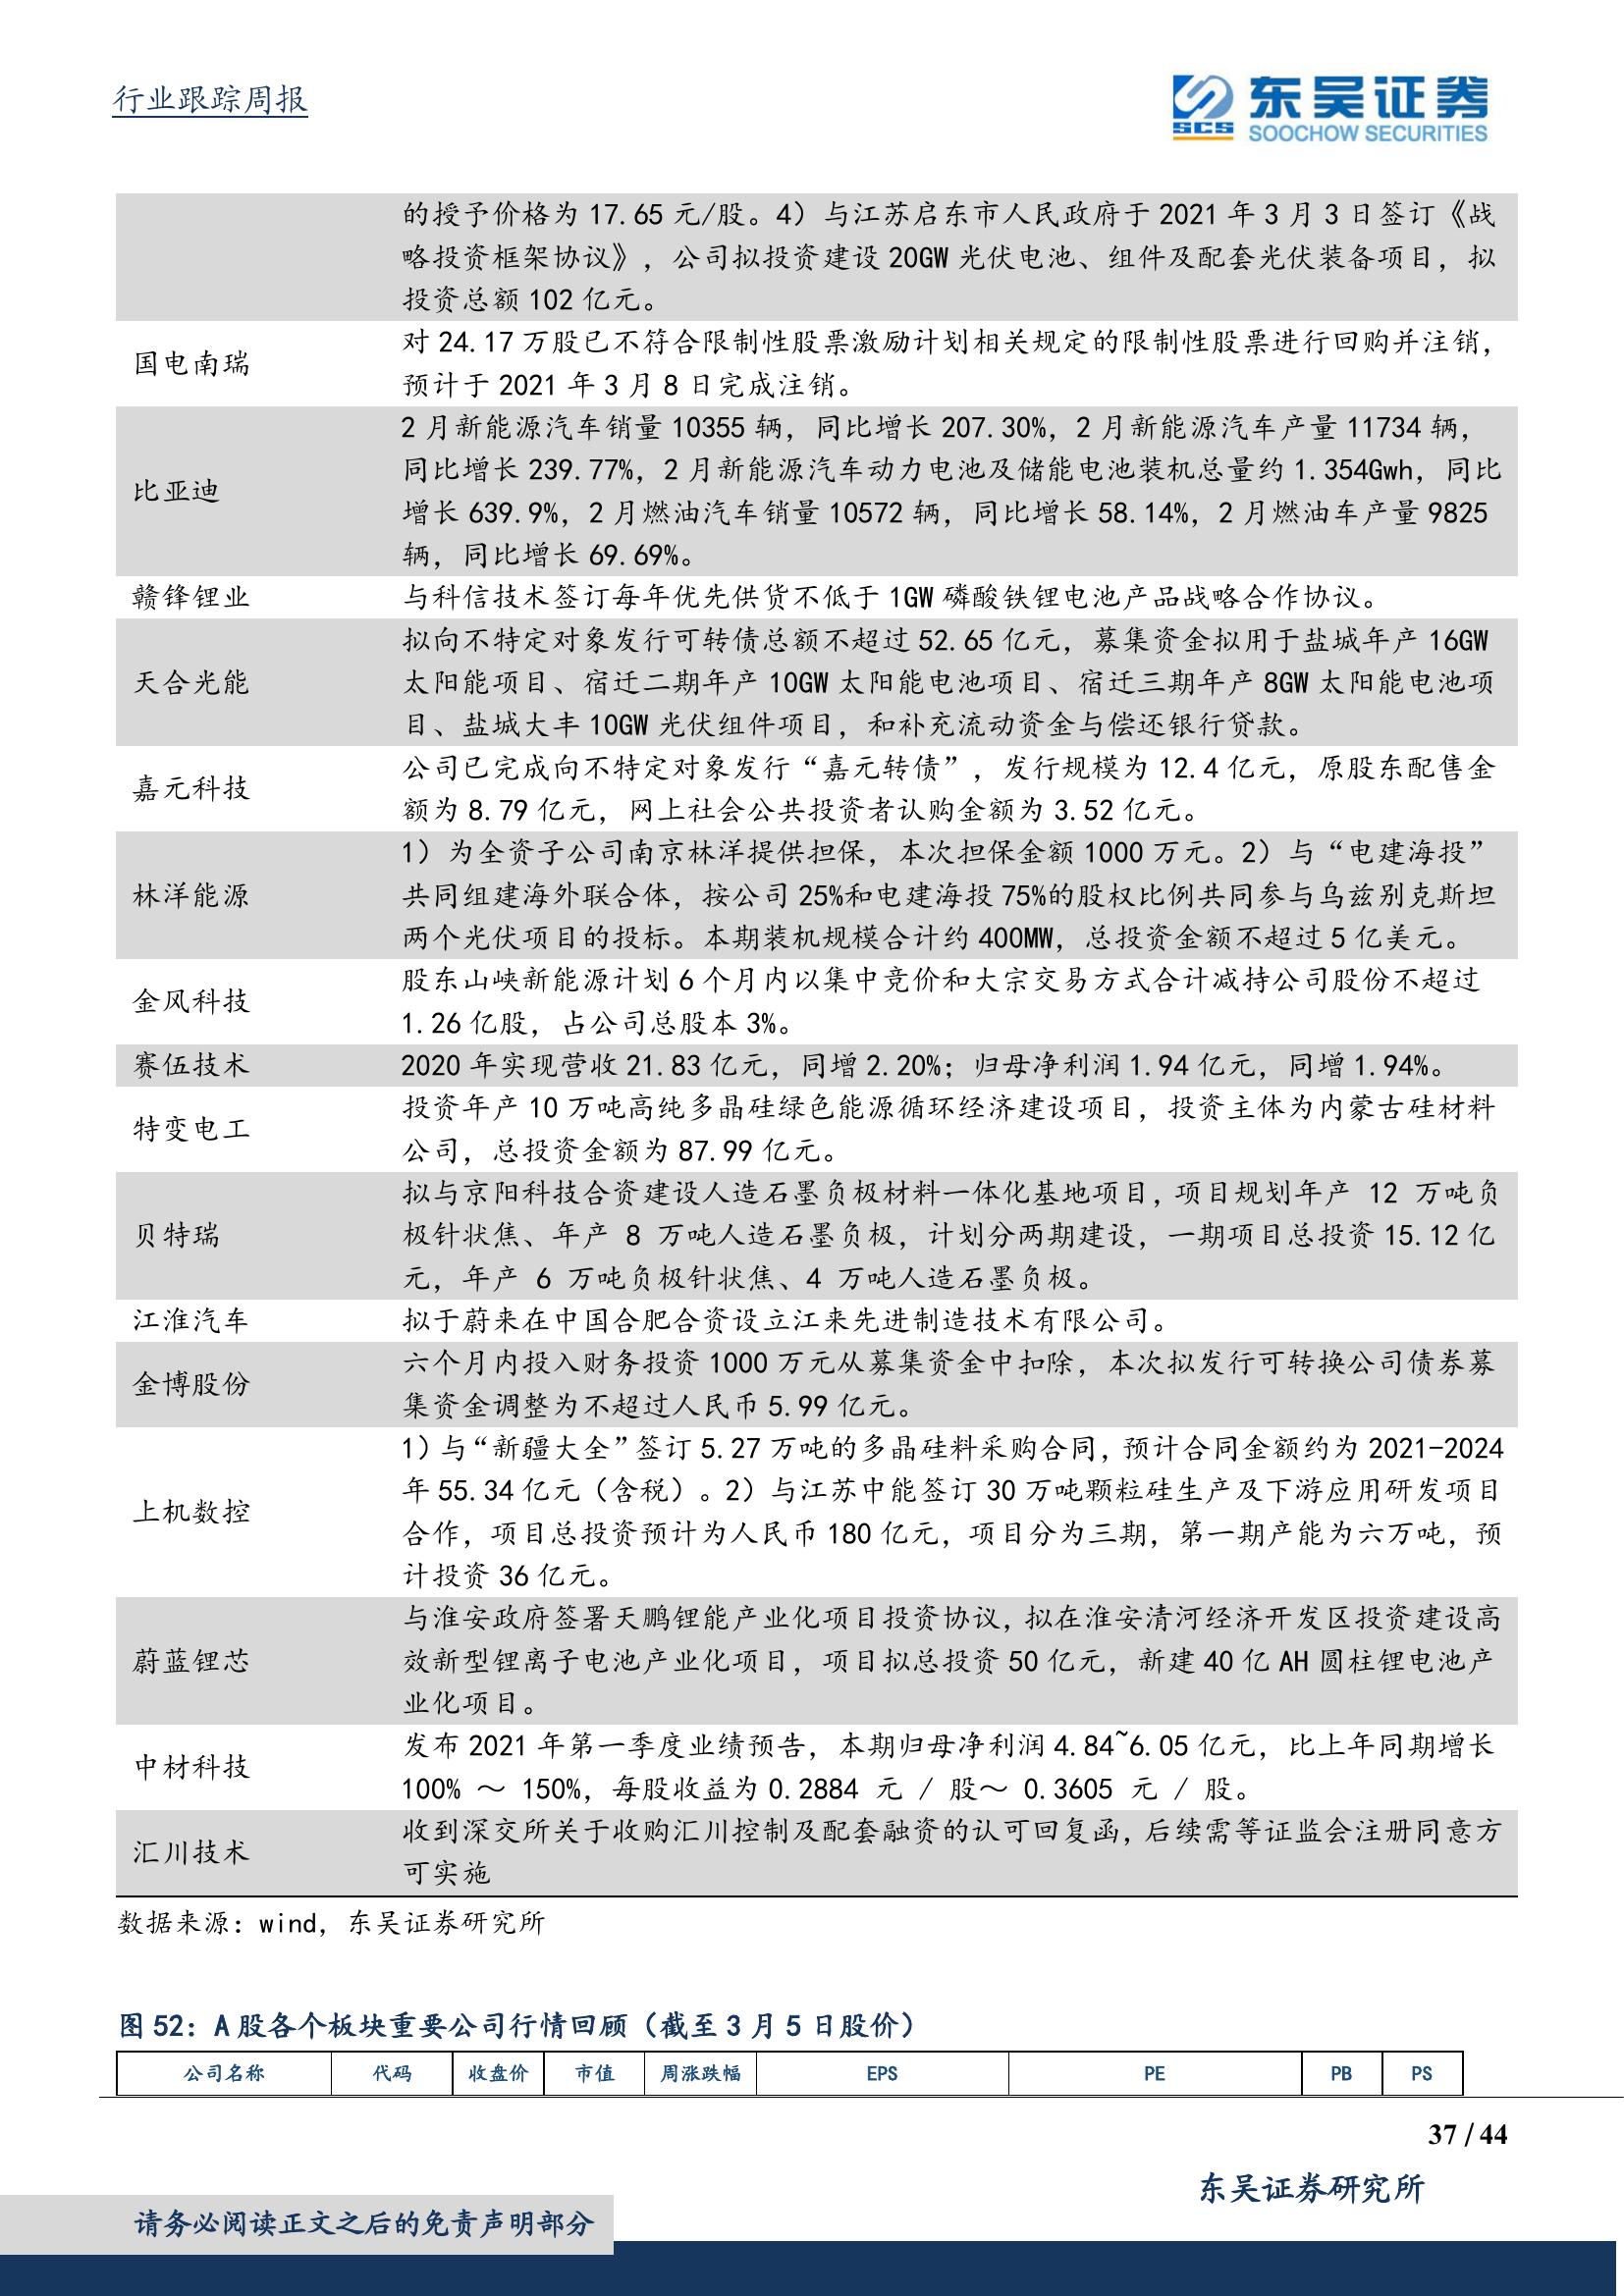 行业跟踪周报
SCS
东吴证券
SOOCHOW SECURITIES
的授予价格为 17.65 元/股。4）与江苏启东市人民政府于 2021 年 3 月 3 日签订《战
略投资框架协议》，公司拟投资建设 20GW 光伏电池、组件及配套光伏装备项目，拟
投资总额 102 亿元。
国电南瑞
对 24.17 万股已不符合限制性股票激励计划相关规定的限制性股票进行回购并注销，
预计于 2021 年 3 月 8 日完成注销。
比亚迪
2 月新能源汽车销量 10355 辆，同比增长 207.30%，2 月新能源汽车产量 11734 辆，
同比增长 239.77%，2 月新能源汽车动力电池及储能电池装机总量约 1.354Gwh，同比
增长 639.9%，2 月燃油汽车销量 10572 辆，同比增长 58.14%，2 月燃油车产量 9825
辆，同比增长 69.69%。
赣锋锂业
与科信技术签订每年优先供货不低于 1GW 磷酸铁锂电池产品战略合作协议。
天合光能
拟向不特定对象发行可转债总额不超过 52.65 亿元，募集资金拟用于盐城年产 16GW
太阳能项目、宿迁二期年产 10GW 太阳能电池项目、宿迁三期年产 8GW 太阳能电池项
目、盐城大丰 10GW 光伏组件项目，和补充流动资金与偿还银行贷款。
嘉元科技
公司已完成向不特定对象发行“嘉元转债”，发行规模为 12.4 亿元，原股东配售金
额为 8.79 亿元，网上社会公共投资者认购金额为 3.52 亿元。
林洋能源
1）为全资子公司南京林洋提供担保，本次担保金额 1000 万元。2）与“电建海投”
共同组建海外联合体，按公司 25%和电建海投 75%的股权比例共同参与乌兹别克斯坦
两个光伏项目的投标。本期装机规模合计约 400MW，总投资金额不超过 5 亿美元。
金风科技
股东山峡新能源计划 6 个月内以集中竞价和大宗交易方式合计减持公司股份不超过
1.26 亿股，占公司总股本 3%。
赛伍技术
2020 年实现营收 21.83 亿元，同增 2.20%；归母净利润 1.94 亿元，同增 1.94%。
特变电工
投资年产 10 万吨高纯多晶硅绿色能源循环经济建设项目，投资主体为内蒙古硅材料
公司，总投资金额为 87.99 亿元。
贝特瑞
拟与京阳科技合资建设人造石墨负极材料一体化基地项目，项目规划年产 12 万吨负
极针状焦、年产 8 万吨人造石墨负极，计划分两期建设，一期项目总投资 15.12 亿
元，年产 6 万吨负极针状焦、4 万吨人造石墨负极。
江淮汽车
拟于蔚来在中国合肥合资设立江来先进制造技术有限公司。
金博股份
六个月内投入财务投资 1000 万元从募集资金中扣除，本次拟发行可转换公司债券募
集资金调整为不超过人民币 5.99 亿元。
上机数控
1）与“新疆大全”签订 5.27 万吨的多晶硅料采购合同，预计合同金额约为 2021-2024
年 55.34 亿元（含税）。2）与江苏中能签订 30 万吨颗粒硅生产及下游应用研发项目
合作，项目总投资预计为人民币 180 亿元，项目分为三期，第一期产能为六万吨，预
计投资 36 亿元。
蔚蓝锂芯
与淮安政府签署天鹏锂能产业化项目投资协议，拟在淮安清河经济开发区投资建设高
效新型锂离子电池产业化项目，项目拟总投资 50 亿元，新建 40 亿 AH 圆柱锂电池产
业化项目。
中材科技
发布 2021 年第一季度业绩预告，本期归母净利润 4.84~6.05 亿元，比上年同期增长
100% ～ 150%，每股收益为 0.2884 元 / 股～ 0.3605 元 / 股。
汇川技术
收到深交所关于收购汇川控制及配套融资的认可回复函，后续需等证监会注册同意方
可实施
数据来源：wind，东吴证券研究所
图 52：A 股各个板块重要公司行情回顾（截至 3 月 5 日股价）
公司名称 代码 收盘价 市值 周涨跌幅 EPS PE PB PS
37 / 44
东吴证券研究所
请务必阅读正文之后的免责声明部分